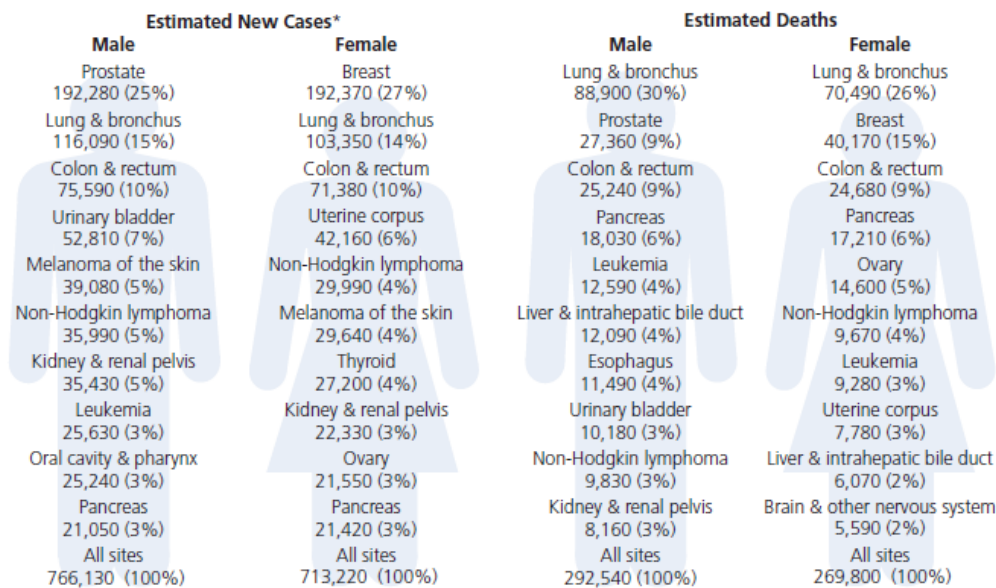 Estimated New Cases*
Male
Prostate
192,280 (25%)
Lung & bronchus
116,090 (15%)
Colon & rectum
75,590 (10%)
Urinary bladder
52,810 (7%)
Melanoma of the skin
39,080 (5%)
Non-Hodgkin lymphoma
35,990 (5%)
Kidney & renal pelvis
35,430 (5%)
Leukemia
25,630 (3%)
Oral cavity & pharynx
25,240 (3%)
Pancreas
21,050 (3%)
All sites
766,130 (100%)
Female
Breast
192,370 (27%)
Lung & bronchus
103,350 (14%)
Colon & rectum
71,380 (10%)
Uterine corpus
42,160 (6%)
Non-Hodgkin lymphoma
29,990 (4%)
Melanoma of the skin
29,640 (4%)
Thyroid
27,200 (4%)
Kidney & renal pelvis
22,330 (3%)
Ovary
21,550 (3%)
Pancreas
21,420 (3%)
All sites
713,220 (100%)
Estimated Deaths
Male
Lung & bronchus
88,900 (30%)
Prostate
27,360 (9%)
Colon & rectum
25,240 (9%)
Pancreas
18,030 (6%)
Leukemia
12,590 (4%)
Liver & intrahepatic bile duct
12,090 (4%)
Esophagus
11,490 (4%)
Urinary bladder
10,180 (3%)
Non-Hodgkin lymphoma
9,830 (3%)
Kidney & renal pelvis
8,160 (3%)
All sites
292,540 (100%)
Female
Lung & bronchus
70,490 (26%)
Breast
40,170 (15%)
Colon & rectum
24,680 (9%)
Pancreas
17,210 (6%)
Ovary
14,600 (5%)
Non-Hodgkin lymphoma
9,670 (4%)
Leukemia
9,280 (3%)
Uterine corpus
7,780 (3%)
Liver & intrahepatic bile duct
6,070 (2%)
Brain & other nervous system
5,590 (2%)
All sites
269,800 (100%)